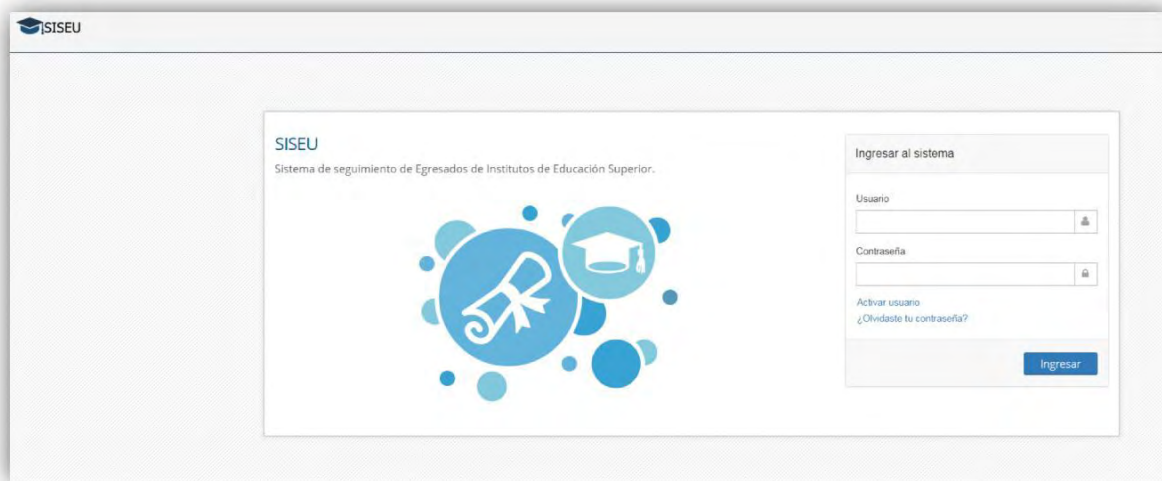 SISEU
SISEU
Sistema de seguimiento de Egresados de Institutos de Educación Superior.
Ingresar al sistema
Usuario
Contraseña
Activar usuario
¿Olvidaste tu contraseña?
Ingresar